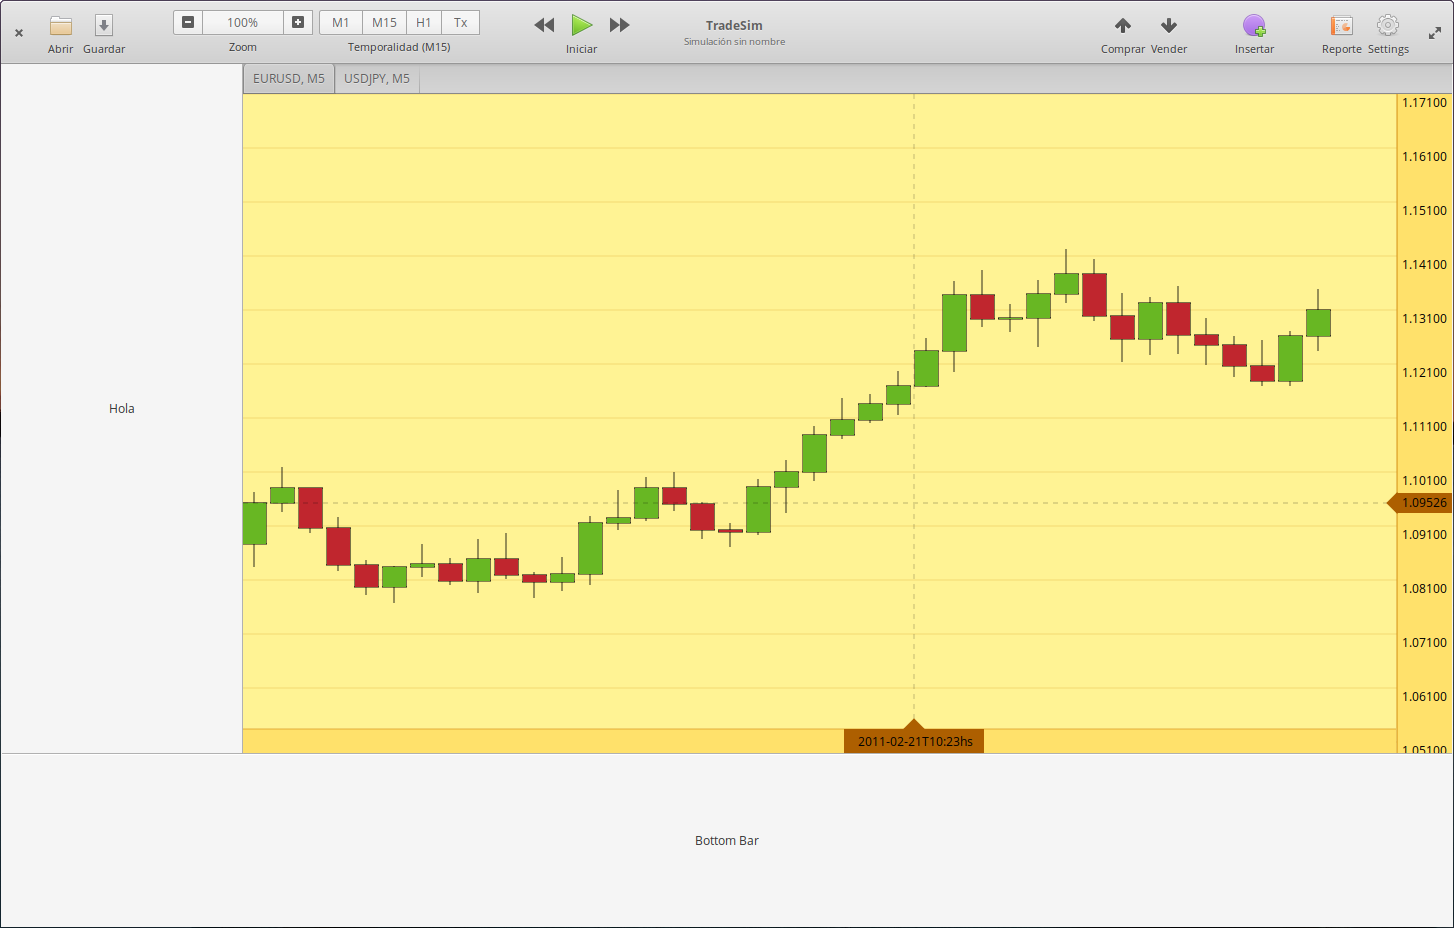 Abrir Guardar
100%
Zoom
M1 M15 H1 Tx
Temporalidad (M15)
Iniciar
TradeSim
Simulación sin nombre
Comprar Vender
Insertar
Reporte Settings
EURUSD, M5 USDJPY, M5
Hola
1.17100
1.16100
1.15100
1.14100
1.13100
1.12100
1.11100
1.10100
1.09526
1.09100
1.08100
1.07100
1.06100
1.05100
2011-02-21T10:23hs
Bottom Bar